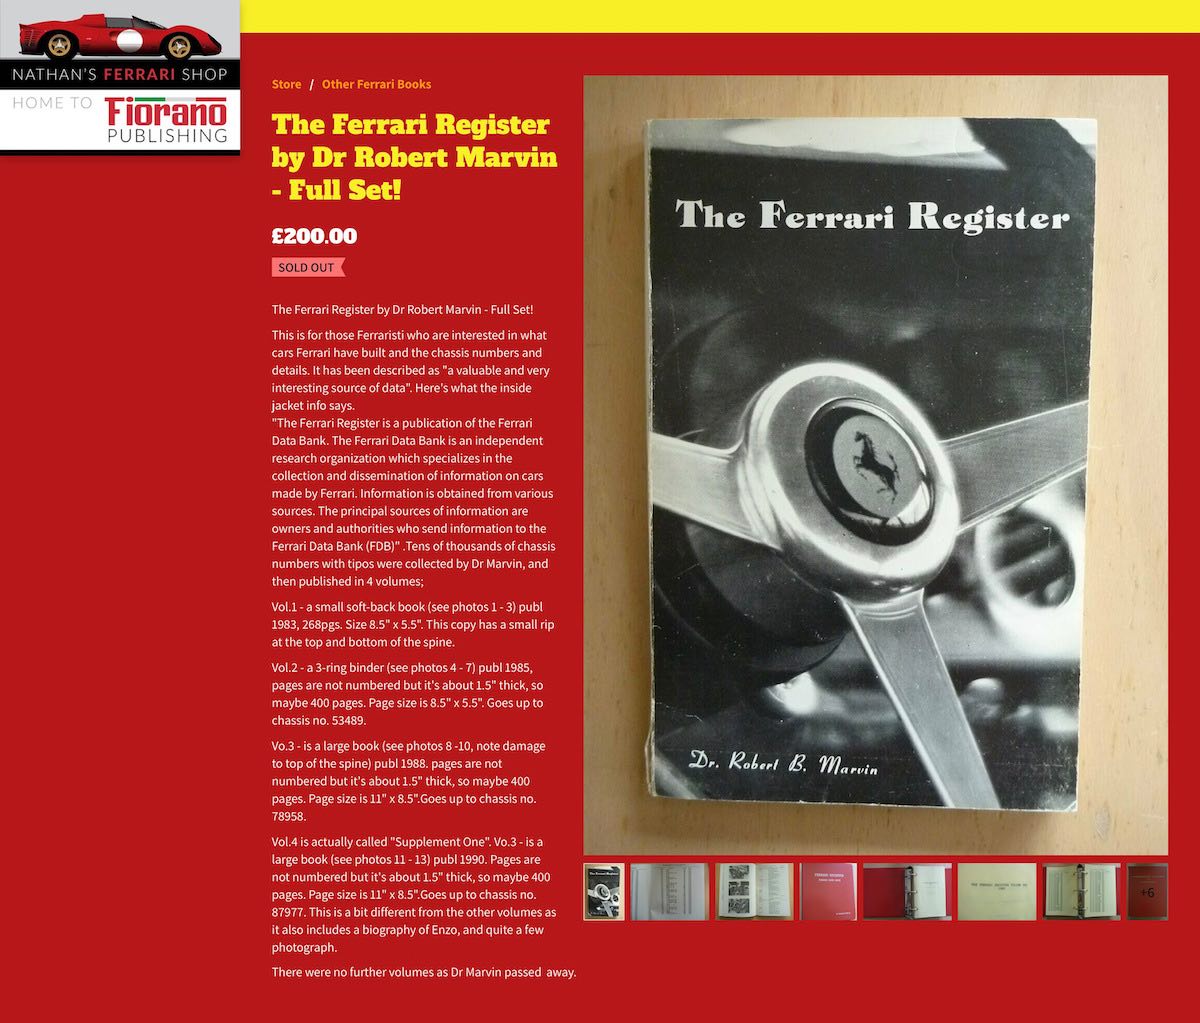 NATHAN'S FERRARI SHOP
HOME TO Fiorano
PUBLISHING
Store / Other Ferrari Books
The Ferrari Register
by Dr Robert Marvin
- Full Set!
£200.00
SOLD OUT
The Ferrari Register by Dr Robert Marvin - Full Set!
This is for those Ferraristi who are interested in what
cars Ferrari have built and the chassis numbers and
details. It has been described as "a valuable and very
interesting source of data". Here's what the inside
jacket info says.
"The Ferrari Register is a publication of the Ferrari
Data Bank. The Ferrari Data Bank is an independent
research organization which specializes in the
collection and dissemination of information on cars
made by Ferrari. Information is obtained from various
sources. The principal sources of information are
owners and authorities who send information to the
Ferrari Data Bank (FDB)" .Tens of thousands of chassis
numbers with tipos were collected by Dr Marvin, and
then published in 4 volumes;
Vol.1 - a small soft-back book (see photos 1 - 3) publ
1983, 268pgs. Size 8.5" x 5.5". This copy has a small rip
at the top and bottom of the spine.
Vol.2 - a 3-ring binder (see photos 4 - 7) publ 1985,
pages are not numbered but it's about 1.5" thick, so
maybe 400 pages. Page size is 8.5" x 5.5". Goes up to
chassis no. 53489.
Vo.3 - is a large book (see photos 8 -10, note damage
to top of the spine) publ 1988. pages are not
numbered but it's about 1.5" thick, so maybe 400
pages. Page size is 11" x 8.5".Goes up to chassis no.
78958.
Vol.4 is actually called "Supplement One". Vo.3 - is a
large book (see photos 11 - 13) publ 1990. Pages are
not numbered but it's about 1.5" thick, so maybe 400
pages. Page size is 11" x 8.5".Goes up to chassis no.
87977. This is a bit different from the other volumes as
it also includes a biography of Enzo, and quite a few
photograph.
There were no further volumes as Dr Marvin passed away.
The Ferrari Register
Dr. Robert B. Marvin
The Ferrari Register
FERRARI REGISTER
+6